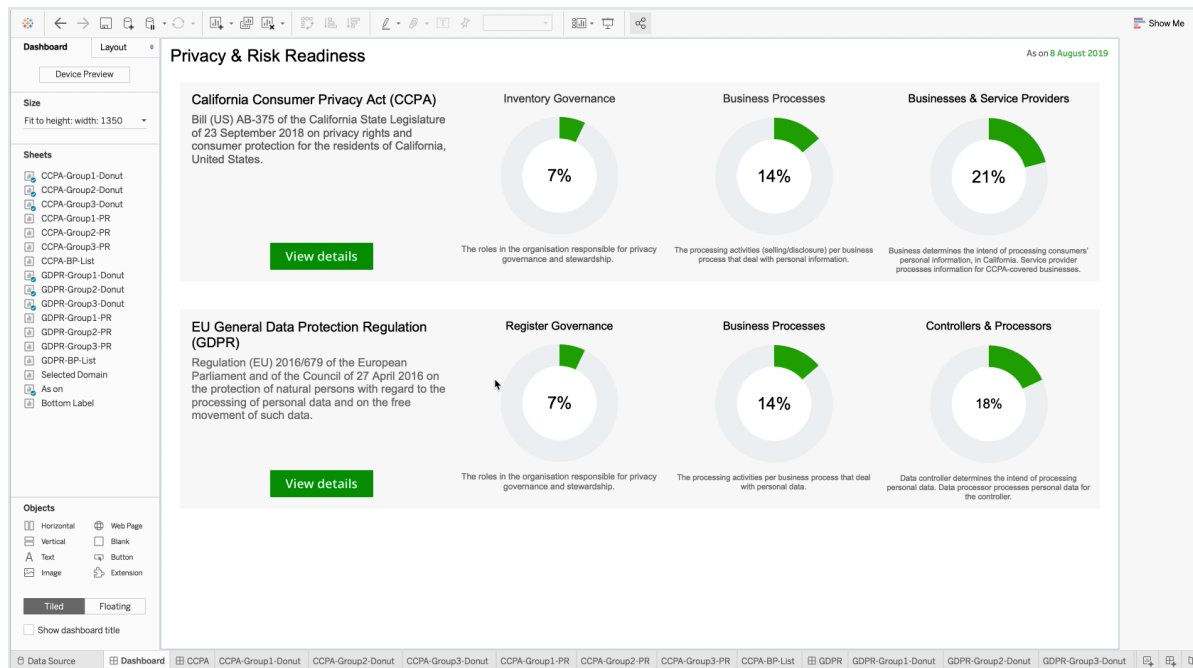 Show Me
Dashboard
Layout
Device Preview
Size
Fit to height: width: 1350
Sheets
CCPA-Group1-Donut
CCPA-Group2-Donut
CCPA-Group3-Donut
CCPA-Group1-PR
CCPA-Group2-PR
CCPA-Group3-PR
CCPA-BP-List
GDPR-Group1-Donut
GDPR-Group2-Donut
GDPR-Group3-Donut
GDPR-Group1-PR
GDPR-Group2-PR
GDPR-Group3-PR
GDPR-BP-List
Selected Domain
As on
Bottom Label
Objects
Horizontal
Web Page
Vertical
Blank
Text
Button
Image
Extension
Tiled
Floating
Show dashboard title
Privacy & Risk Readiness
As on 8 August 2019
California Consumer Privacy Act (CCPA)
Bill (US) AB-375 of the California State Legislature
of 23 September 2018 on privacy rights and
consumer protection for the residents of California,
United States.
View details
Inventory Governance
7%
The roles in the organisation responsible for privacy
governance and stewardship.
Business Processes
14%
The processing activities (selling/disclosure) per business
process that deal with personal information.
Businesses & Service Providers
21%
Business determines the intend of processing consumers'
personal information, in California. Service provider
processes information for CCPA-covered businesses.
EU General Data Protection Regulation
(GDPR)
Regulation (EU) 2016/679 of the European
Parliament and of the Council of 27 April 2016 on
the protection of natural persons with regard to the
processing of personal data and on the free
movement of such data.
View details
Register Governance
7%
The roles in the organisation responsible for privacy
governance and stewardship.
Business Processes
14%
The processing activities per business process that deal
with personal data.
Controllers & Processors
18%
Data controller determines the intend of processing
personal data. Data processor processes personal data for
the controller.
Data Source
Dashboard
CCPA
CCPA-Group1-Donut
CCPA-Group2-Donut
CCPA-Group3-Donut
CCPA-Group1-PR
CCPA-Group2-PR
CCPA-Group3-PR
CCPA-BP-List
GDPR
GDPR-Group1-Donut
GDPR-Group2-Donut
GDPR-Group3-Donut